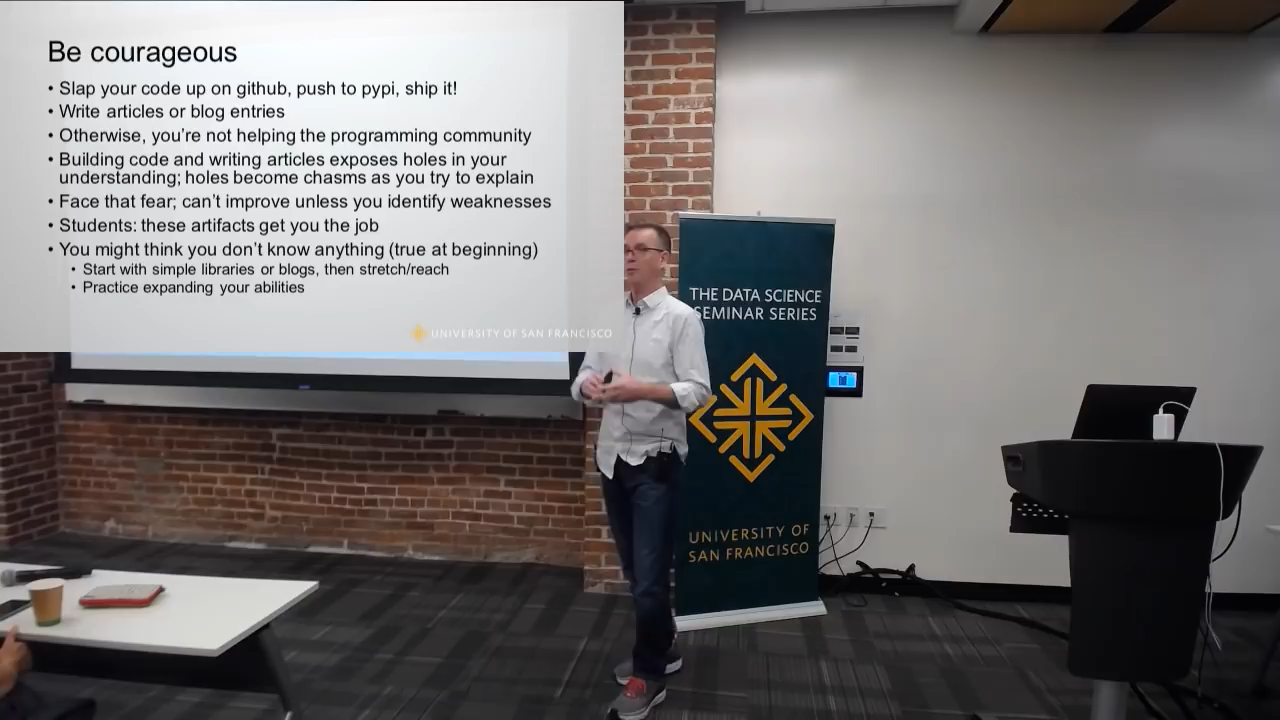 Be courageous
• Slap your code up on github, push to pypi, ship it!
• Write articles or blog entries
• Otherwise, you're not helping the programming community
• Building code and writing articles exposes holes in your
understanding; holes become chasms as you try to explain
• Face that fear; can't improve unless you identify weaknesses
• Students: these artifacts get you the job
• You might think you don't know anything (true at beginning)
• Start with simple libraries or blogs, then stretch/reach
• Practice expanding your abilities
UNIVERSITY OF SAN FRANCISCO
THE DATA SCIENCE
SEMINAR SERIES
UNIVERSITY OF
SAN FRANCISCO